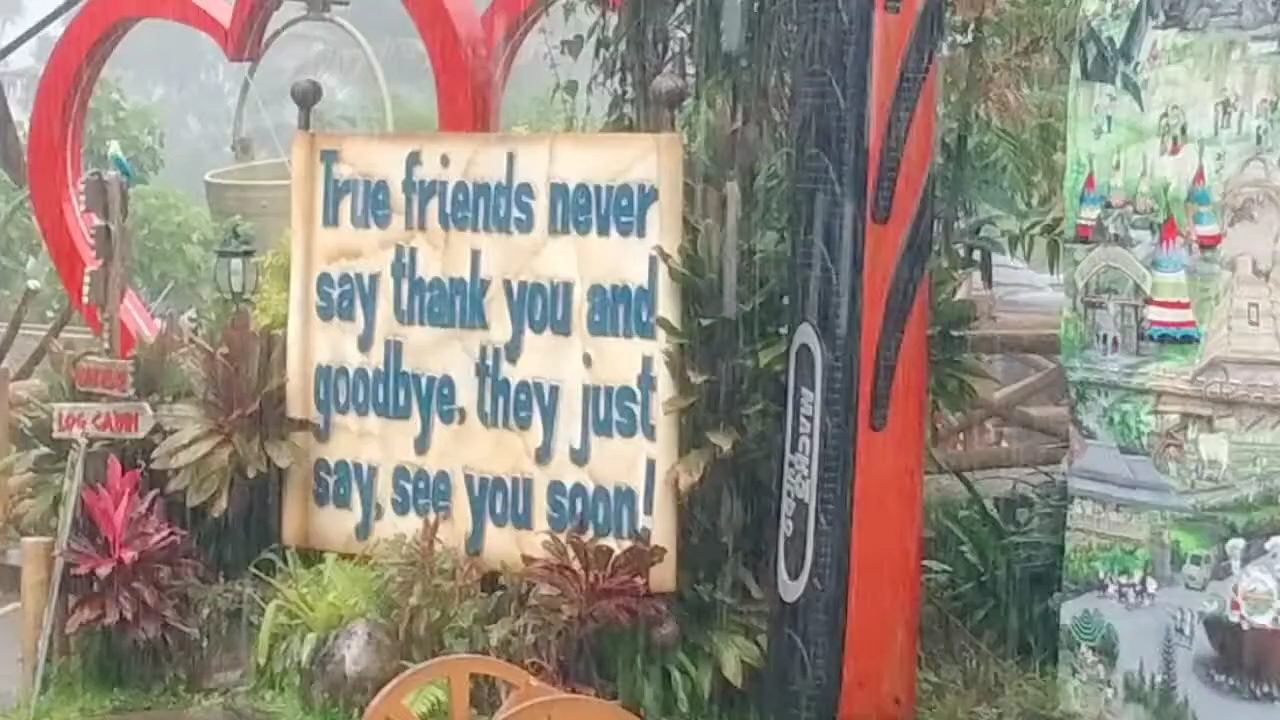 True friends never
say thank you and
goodbye, they just
say, see you soon!
LOG CABIN